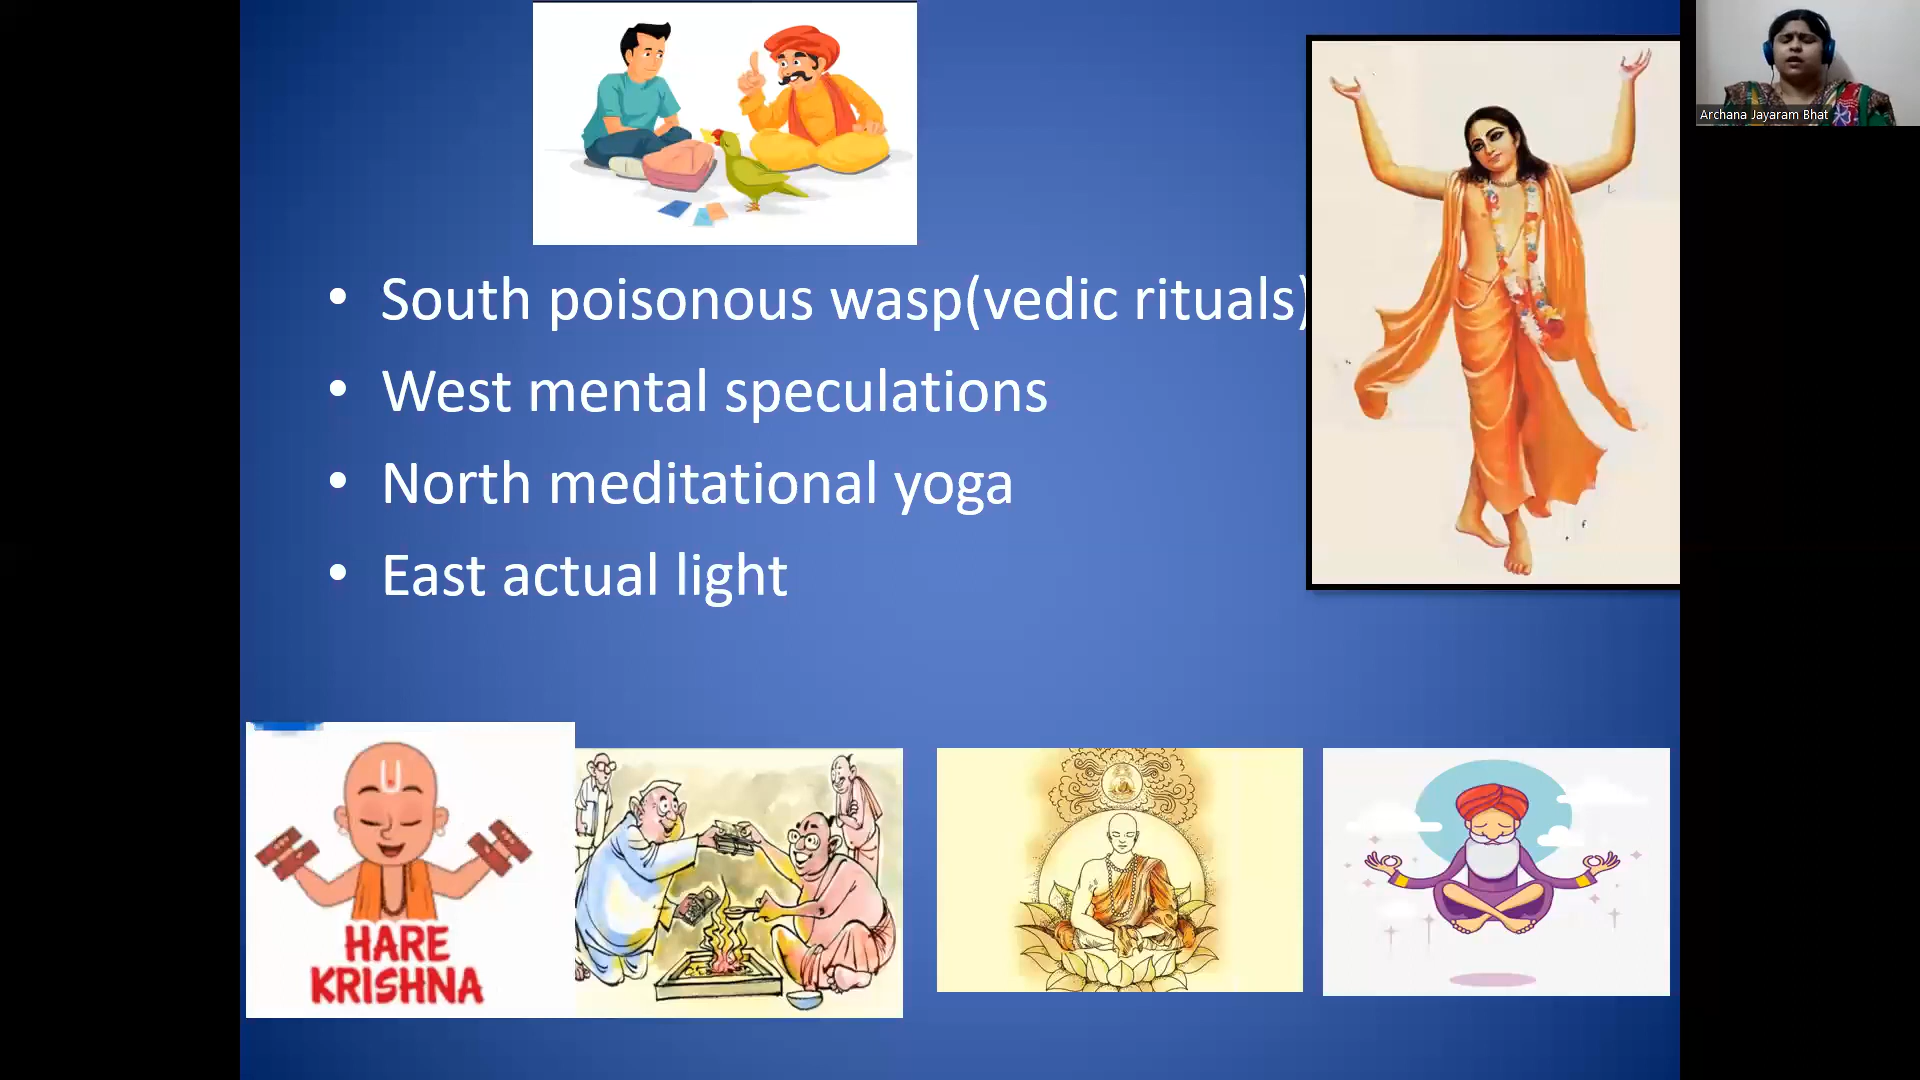 Archana Jayaram Bhat
• South poisonous wasp(vedic rituals)
• West mental speculations
• North meditational yoga
• East actual light
HARE
KRISHNA